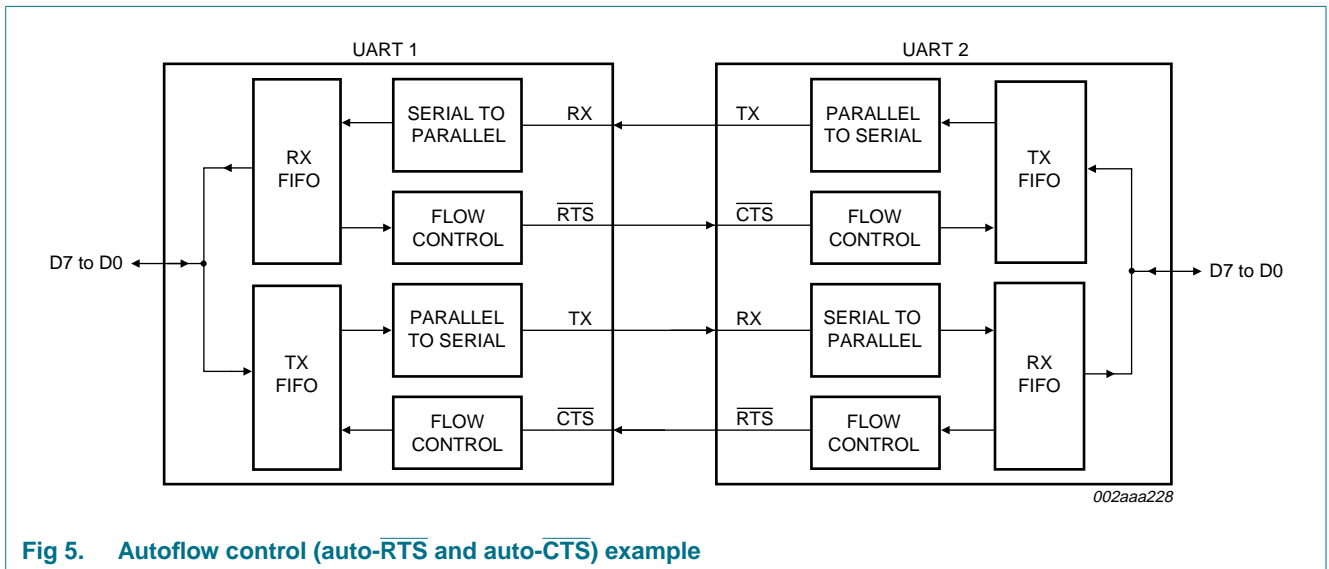 UART 1
UART 2
SERIAL TO
PARALLEL
RX
TX
PARALLEL
TO SERIAL
RX
FIFO
TX
FIFO
FLOW
CONTROL
RTS
CTS
FLOW
CONTROL
D7 to D0
D7 to D0
PARALLEL
TO SERIAL
TX
RX
SERIAL TO
PARALLEL
TX
FIFO
RX
FIFO
FLOW
CONTROL
CTS
RTS
FLOW
CONTROL
002aaa228
Fig 5. Autoflow control (auto-RTS and auto-CTS) example